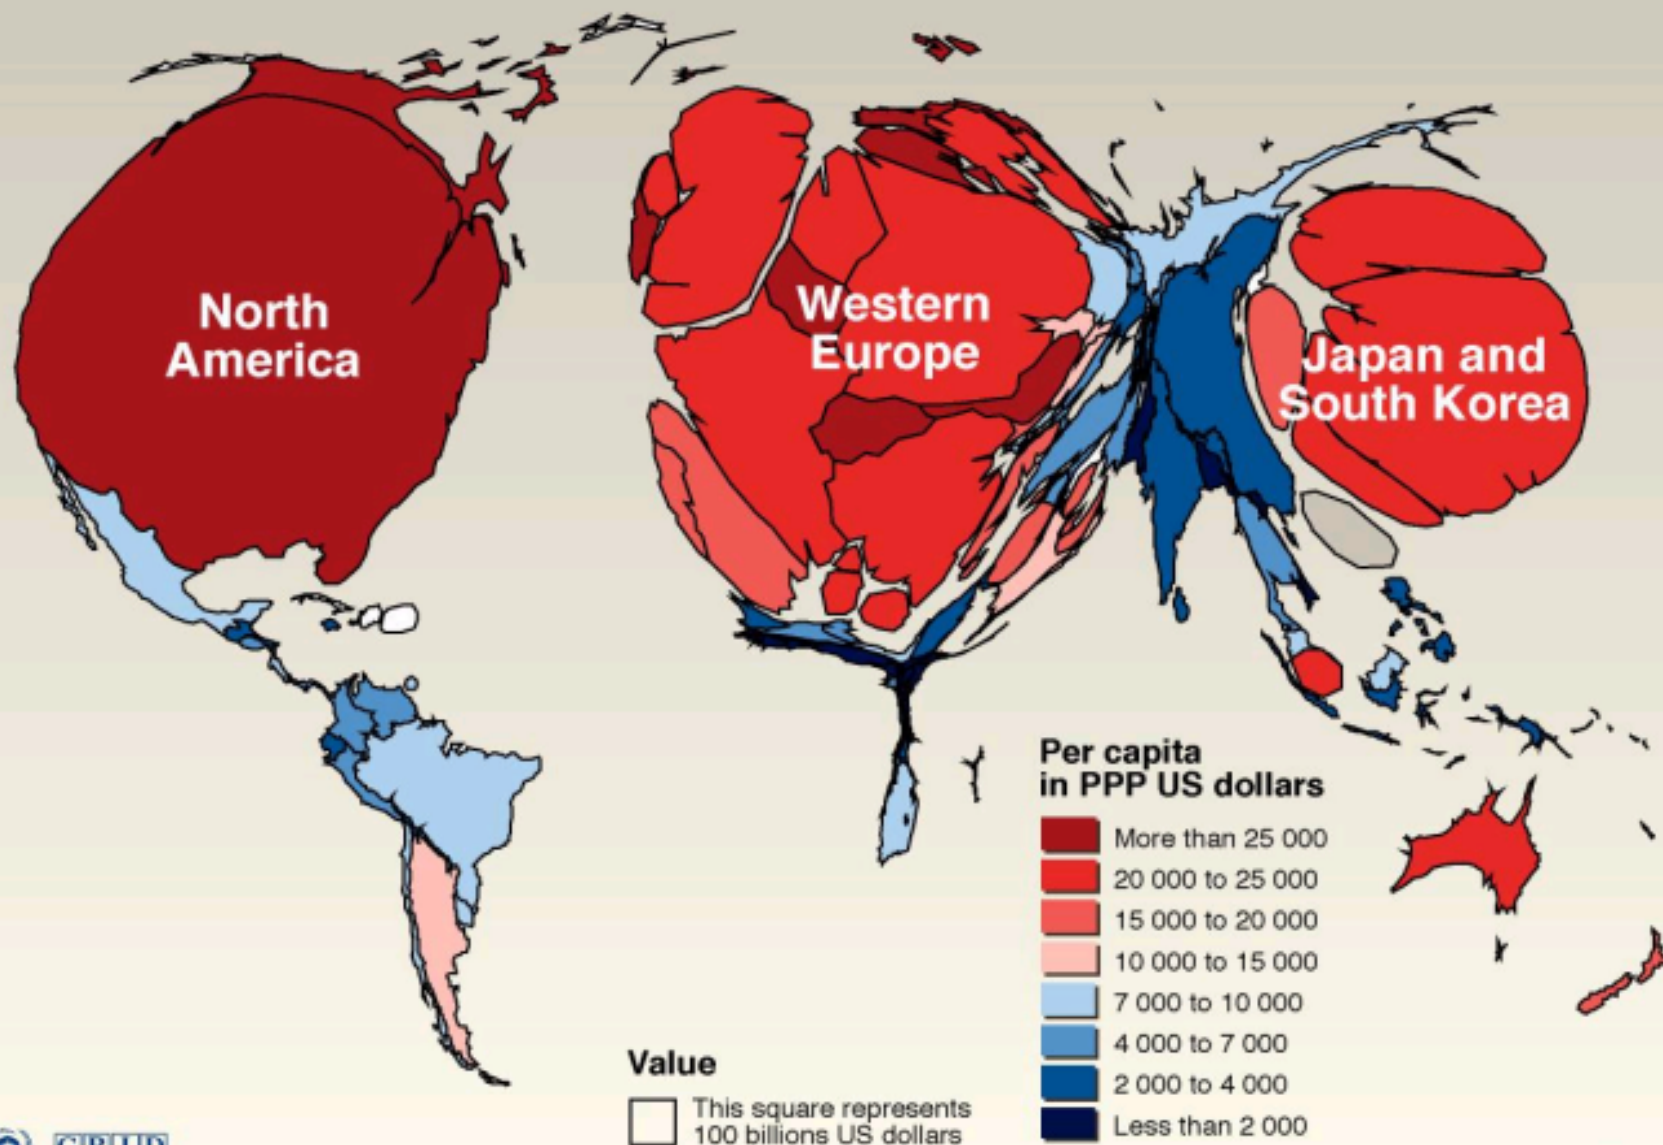 North
America
Western
Europe
Japan and
South Korea
Per capita
in PPP US dollars
More than 25 000
20 000 to 25 000
15 000 to 20 000
10 000 to 15 000
7 000 to 10 000
4 000 to 7 000
2 000 to 4 000
Less than 2 000
Value
This square represents
100 billions US dollars